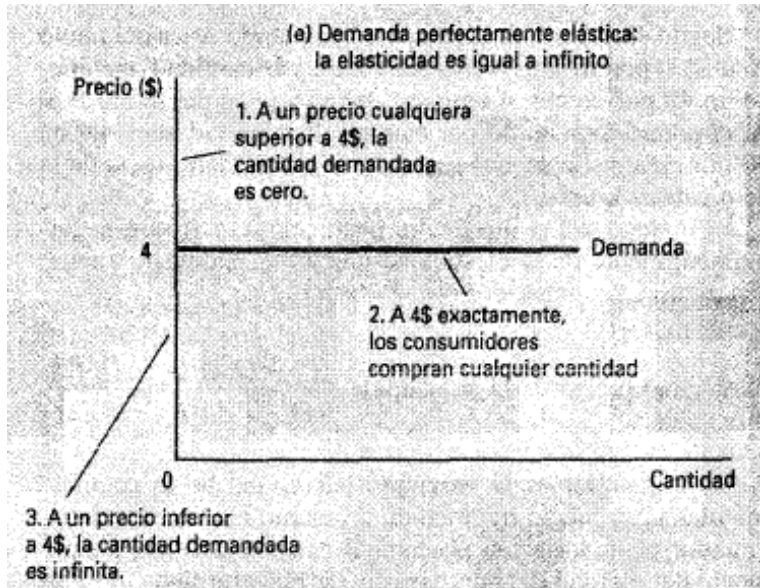 (e) Demanda perfectamente elástica:
la elasticidad es igual a infinito
Precio ($)
1. A un precio cualquiera
superior a 4$, la
cantidad demandada
es cero.
4
Demanda
2. A 4$ exactamente,
los consumidores
compran cualquier cantidad
0
Cantidad
3. A un precio inferior
a 4$, la cantidad demandada
es infinita.